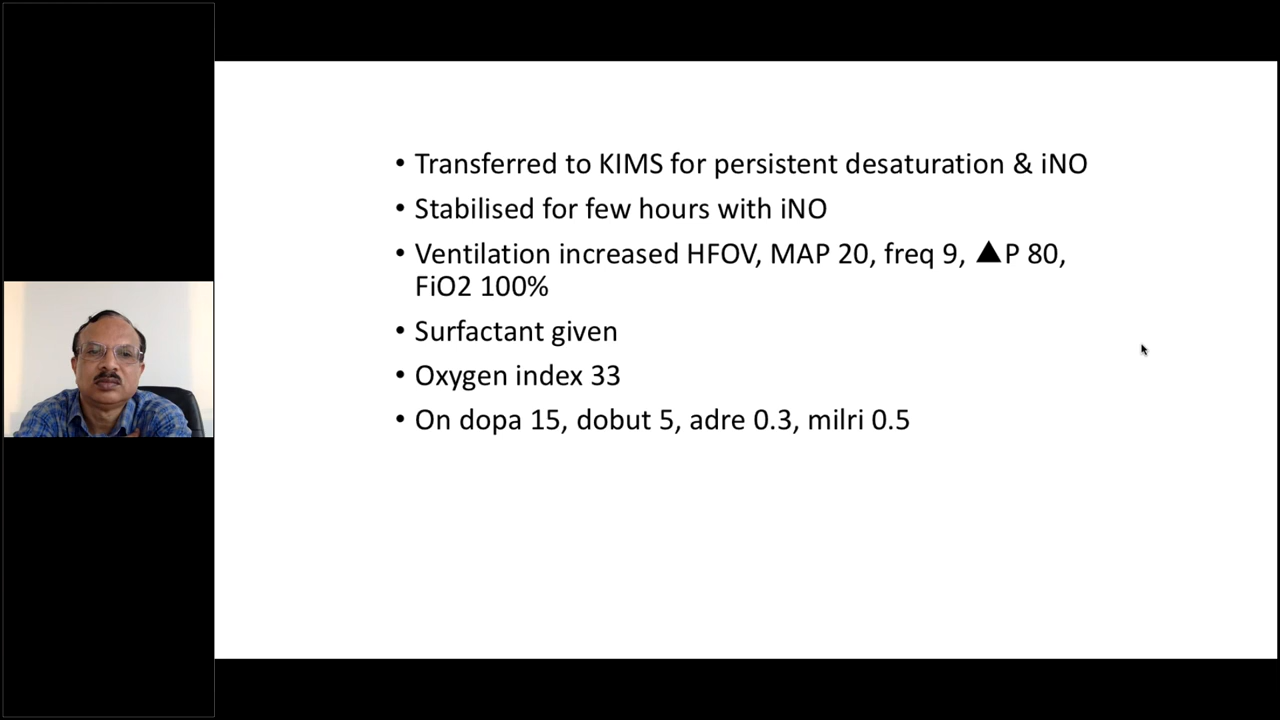 • Transferred to KIMS for persistent desaturation & iNO
• Stabilised for few hours with iNO
• Ventilation increased HFOV, MAP 20, freq 9, ▲P 80,
FiO2 100%
• Surfactant given
• Oxygen index 33
• On dopa 15, dobut 5, adre 0.3, milri 0.5